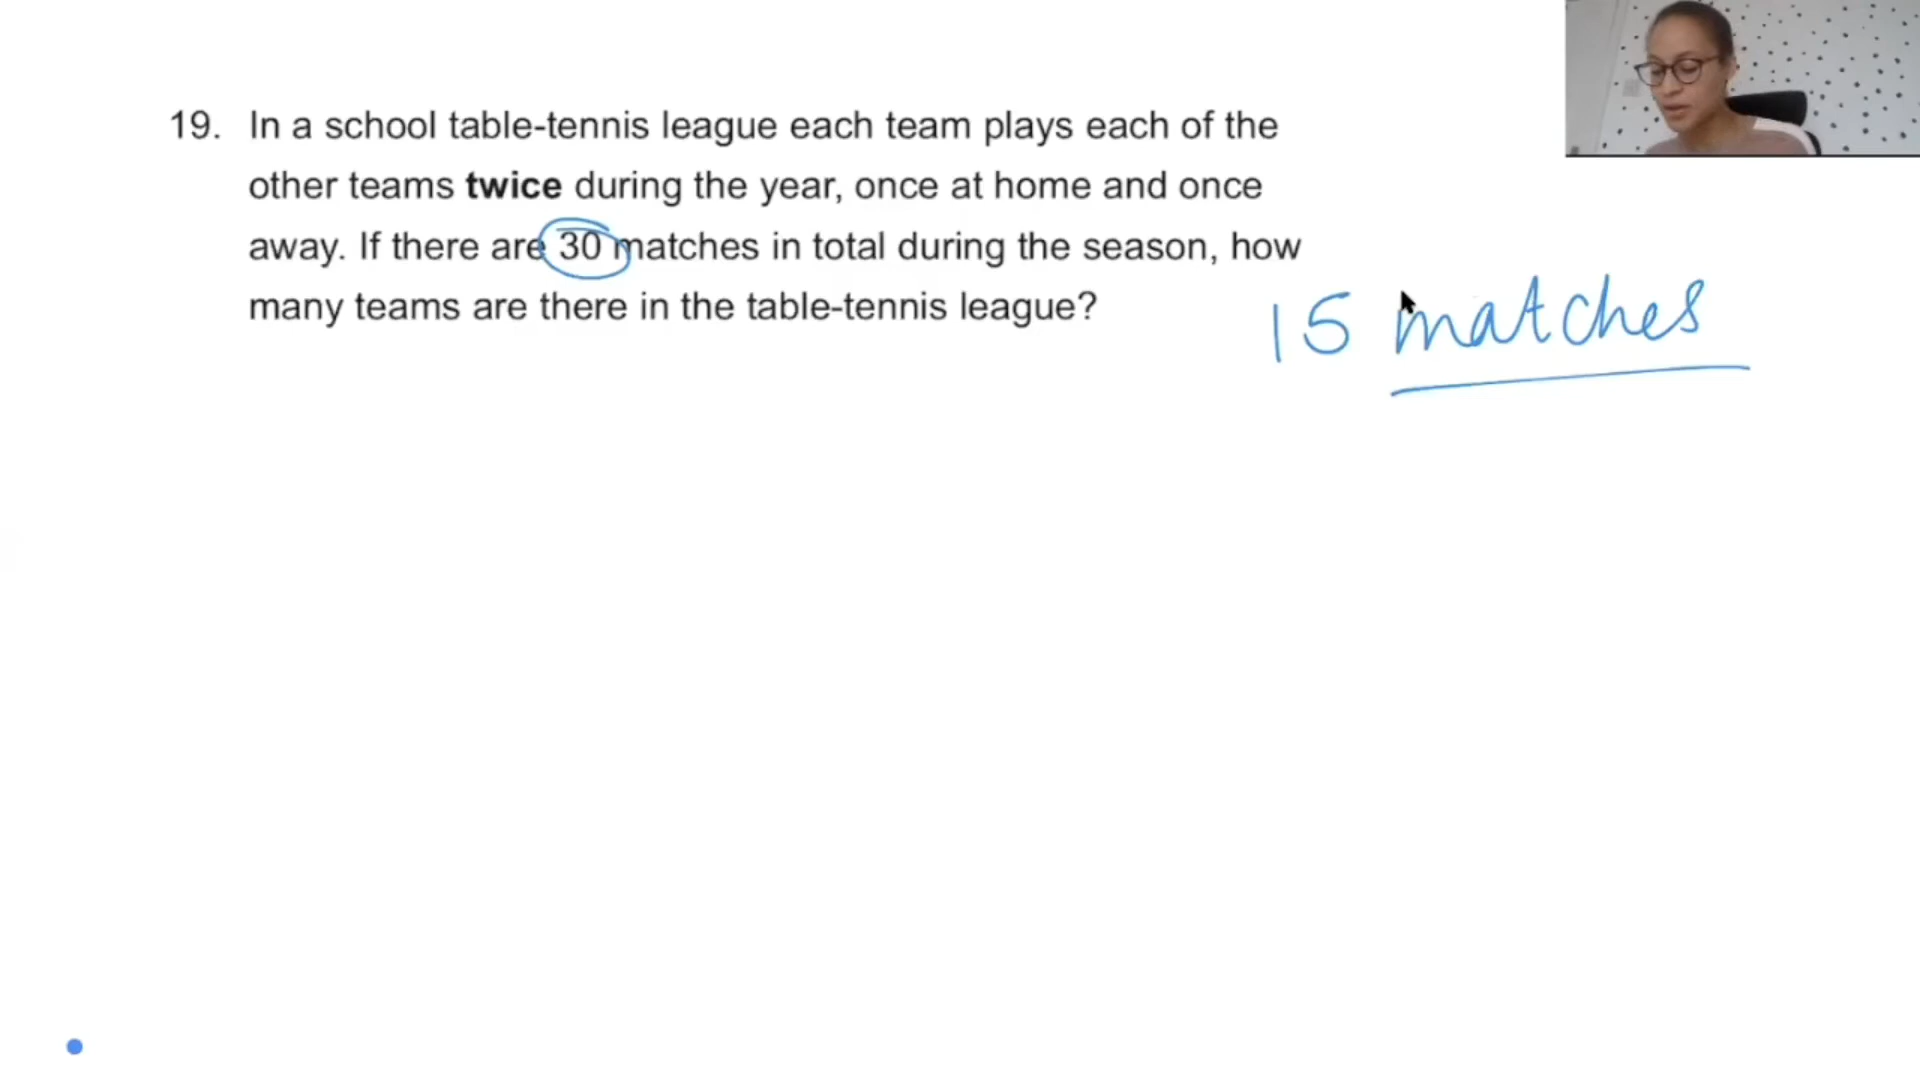 19. In a school table-tennis league each team plays each of the
other teams twice during the year, once at home and once
away. If there are 30 matches in total during the season, how
many teams are there in the table-tennis league?
15 matches